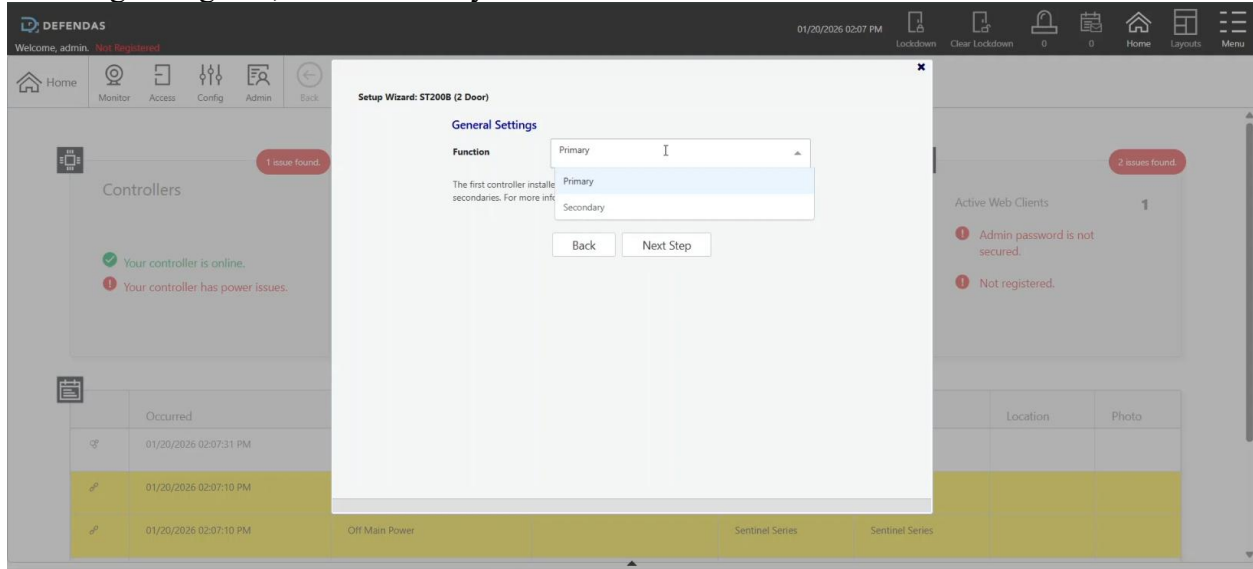 DEFENDAS
Welcome, admin. Not Registered
01/20/2026 02:07 PM
Lockdown
Clear Lockdown
0
0
Home
Layouts
Menu
Home
Monitor
Access
Config
Admin
Back
Setup Wizard: ST200B (2 Door)
General Settings
Function
Primary
Primary
Secondary
The first controller installe
secondaries. For more info
Back
Next Step
1 issue found.
Controllers
Your controller is online.
Your controller has power issues.
2 issues found.
Active Web Clients 1
Admin password is not
secured.
Not registered.
Occurred
Location
Photo
01/20/2026 02:07:31 PM
01/20/2026 02:07:10 PM
01/20/2026 02:07:10 PM
Off Main Power
Sentinel Series
Sentinel Series